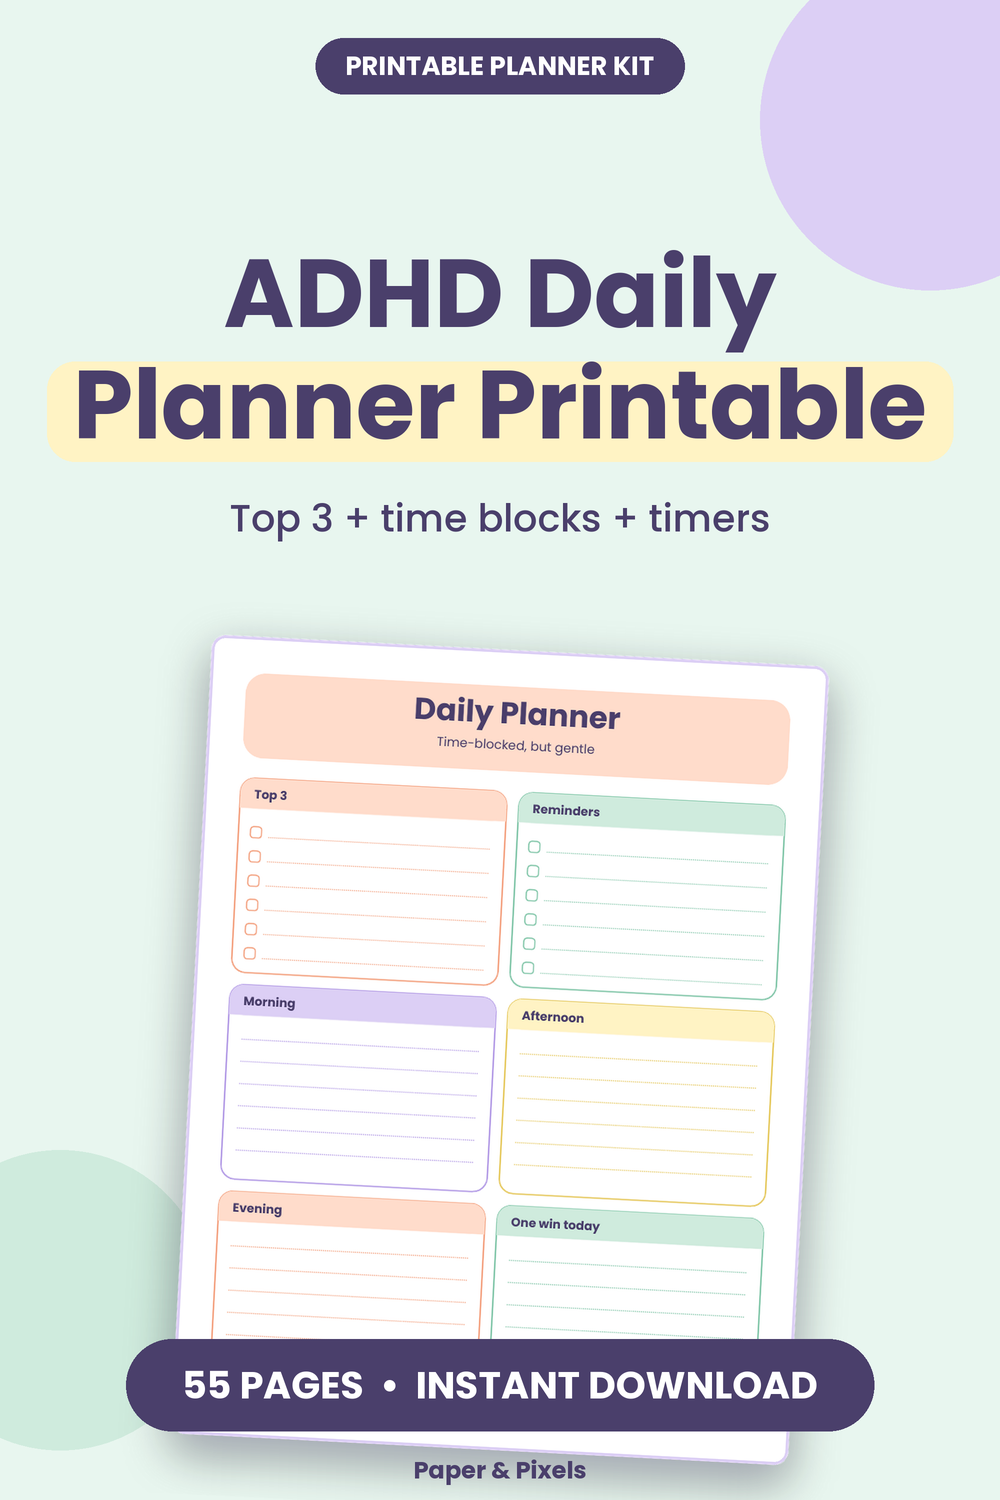 PRINTABLE PLANNER KIT
ADHD Daily
Planner Printable
Top 3 + time blocks + timers
Daily Planner
Time-blocked, but gentle
Top 3
Reminders
Morning
Afternoon
Evening
One win today
55 PAGES • INSTANT DOWNLOAD
Paper & Pixels